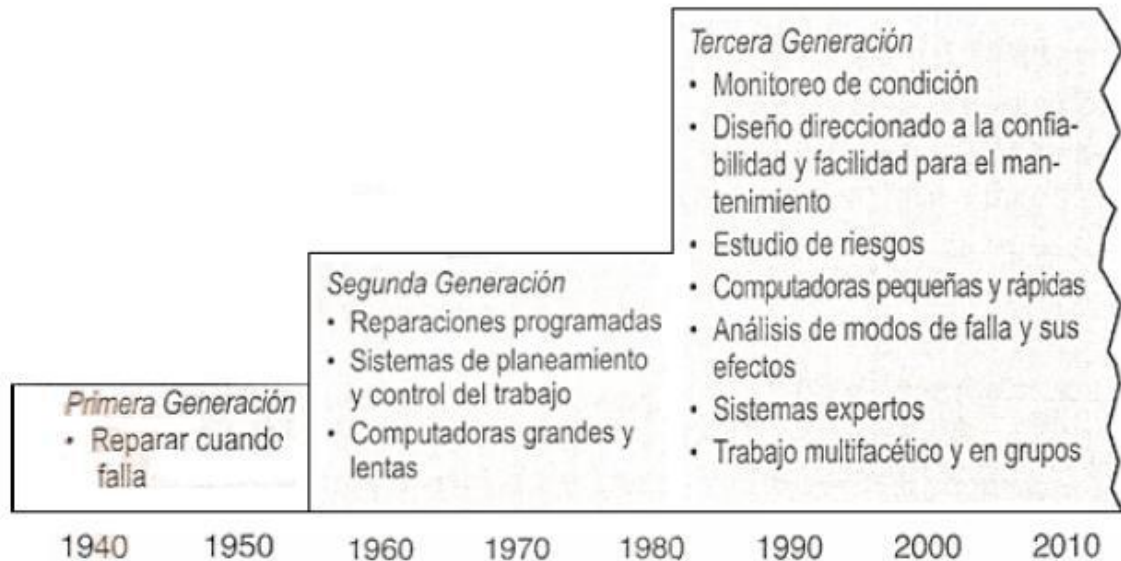 Tercera Generación
• Monitoreo de condición
• Diseño direccionado a la confia-
bilidad y facilidad para el man-
tenimiento
• Estudio de riesgos
• Computadoras pequeñas y rápidas
• Análisis de modos de falla y sus
efectos
• Sistemas expertos
• Trabajo multifacético y en grupos
Segunda Generación
• Reparaciones programadas
• Sistemas de planeamiento
y control del trabajo
• Computadoras grandes y
lentas
Primera Generación
• Reparar cuando
falla
1940 1950 1960 1970 1980 1990 2000 2010